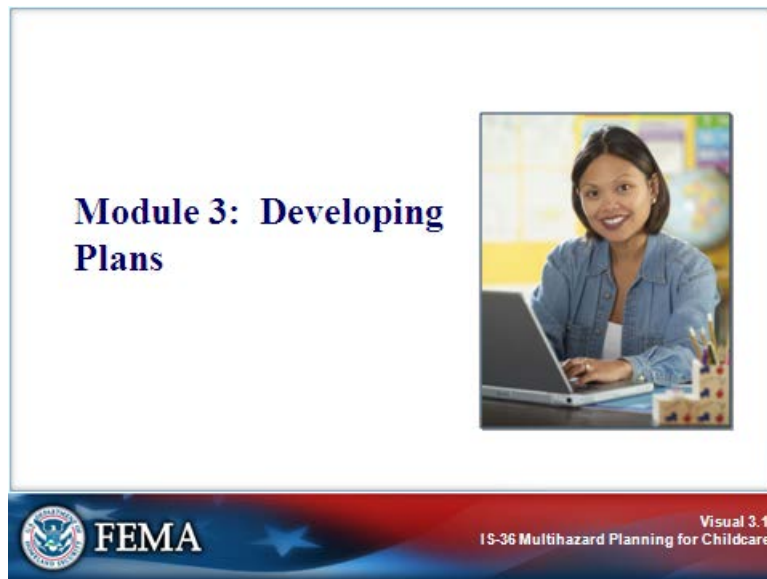 Module 3: Developing
Plans
FEMA
Visual 3.1
IS-36 Multihazard Planning for Childcare